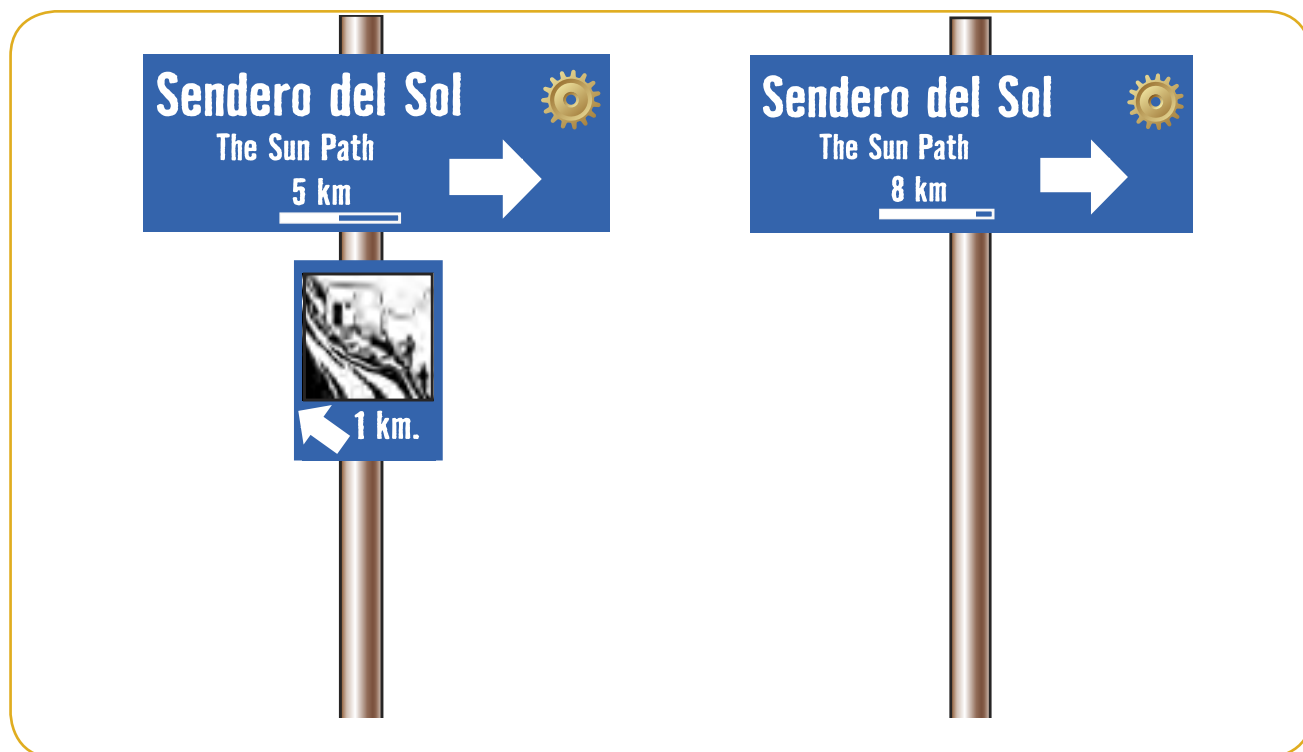 Sendero del Sol
The Sun Path
5 km
1 km.
Sendero del Sol
The Sun Path
8 km